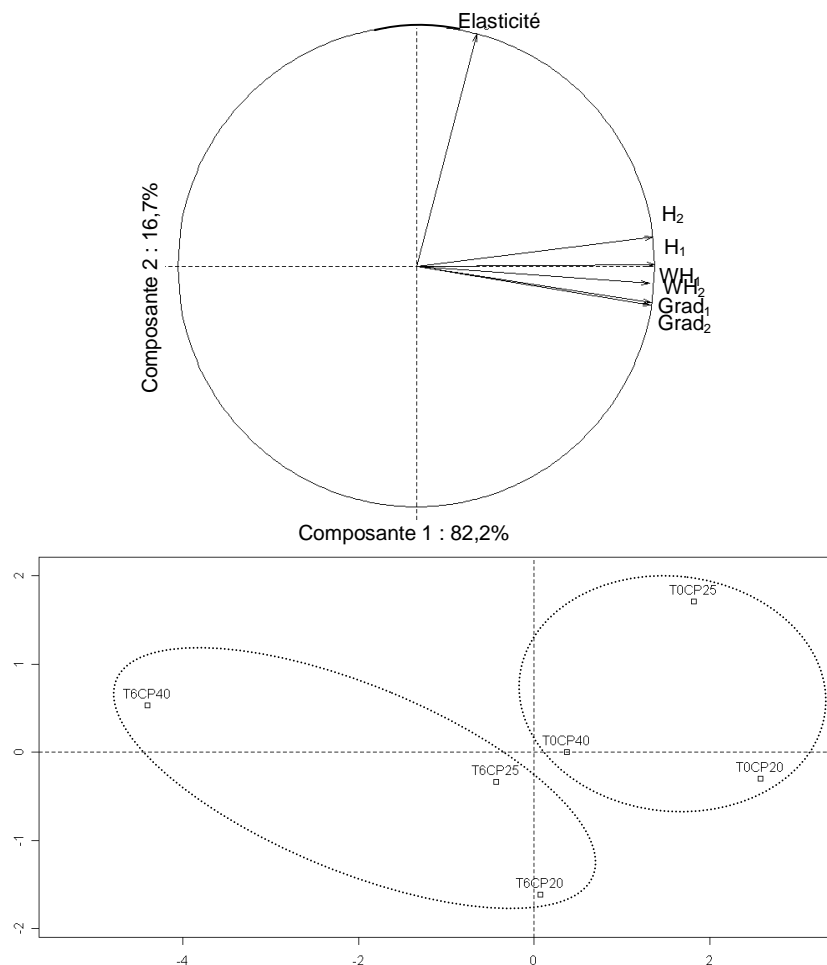 Elasticité
H₂
H₁
WH₁
WH₂
Grad₁
Grad₂
Composante 2 : 16,7%
Composante 1 : 82,2%
2
1
0
-1
-2
T0CP25
T6CP40
T0CP40
T6CP25
T0CP20
T6CP20
-4
-2
0
2